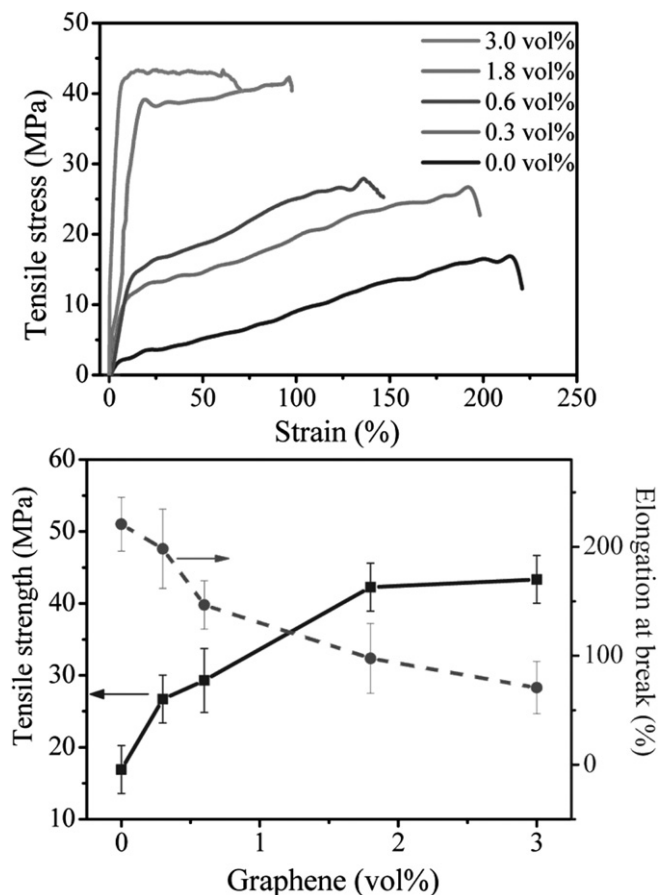 50
40
30
20
10
0
Tensile stress (MPa)
3.0 vol%
1.8 vol%
0.6 vol%
0.3 vol%
0.0 vol%
0 50 100 150 200 250
Strain (%)
60
50
40
30
20
10
Tensile strength (MPa)
200
100
0
Elongation at break (%)
0 1 2 3
Graphene (vol%)